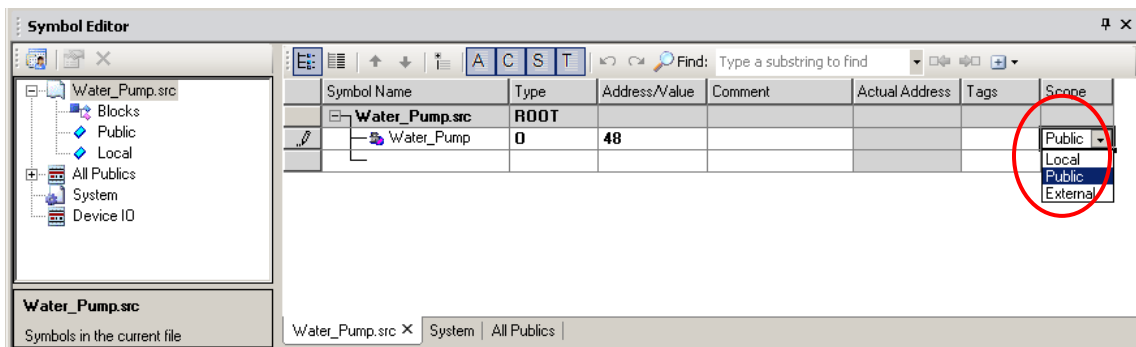 Symbol Editor
A C S T Find: Type a substring to find
Water_Pump.src
Blocks
Public
Local
All Publics
System
Device IO
Symbol Name Type Address/Value Comment Actual Address Tags Scope
Water_Pump.src ROOT
Water_Pump O 48 Public
Local
Public
External
Water_Pump.src
Symbols in the current file
Water_Pump.src System All Publics